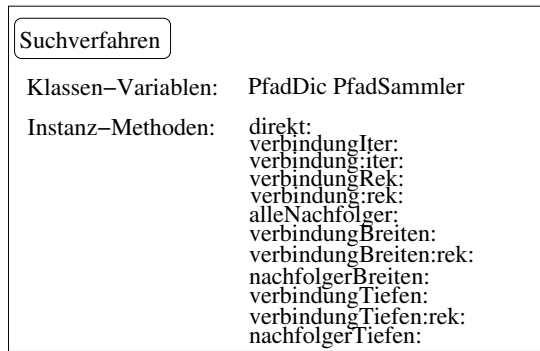 Suchverfahren
Klassen−Variablen: PfadDic PfadSammler
Instanz−Methoden: direkt:
verbindungIter:
verbindung:iter:
verbindungRek:
verbindung:rek:
alleNachfolger:
verbindungBreiten:
verbindungBreiten:rek:
nachfolgerBreiten:
verbindungTiefen:
verbindungTiefen:rek:
nachfolgerTiefen: